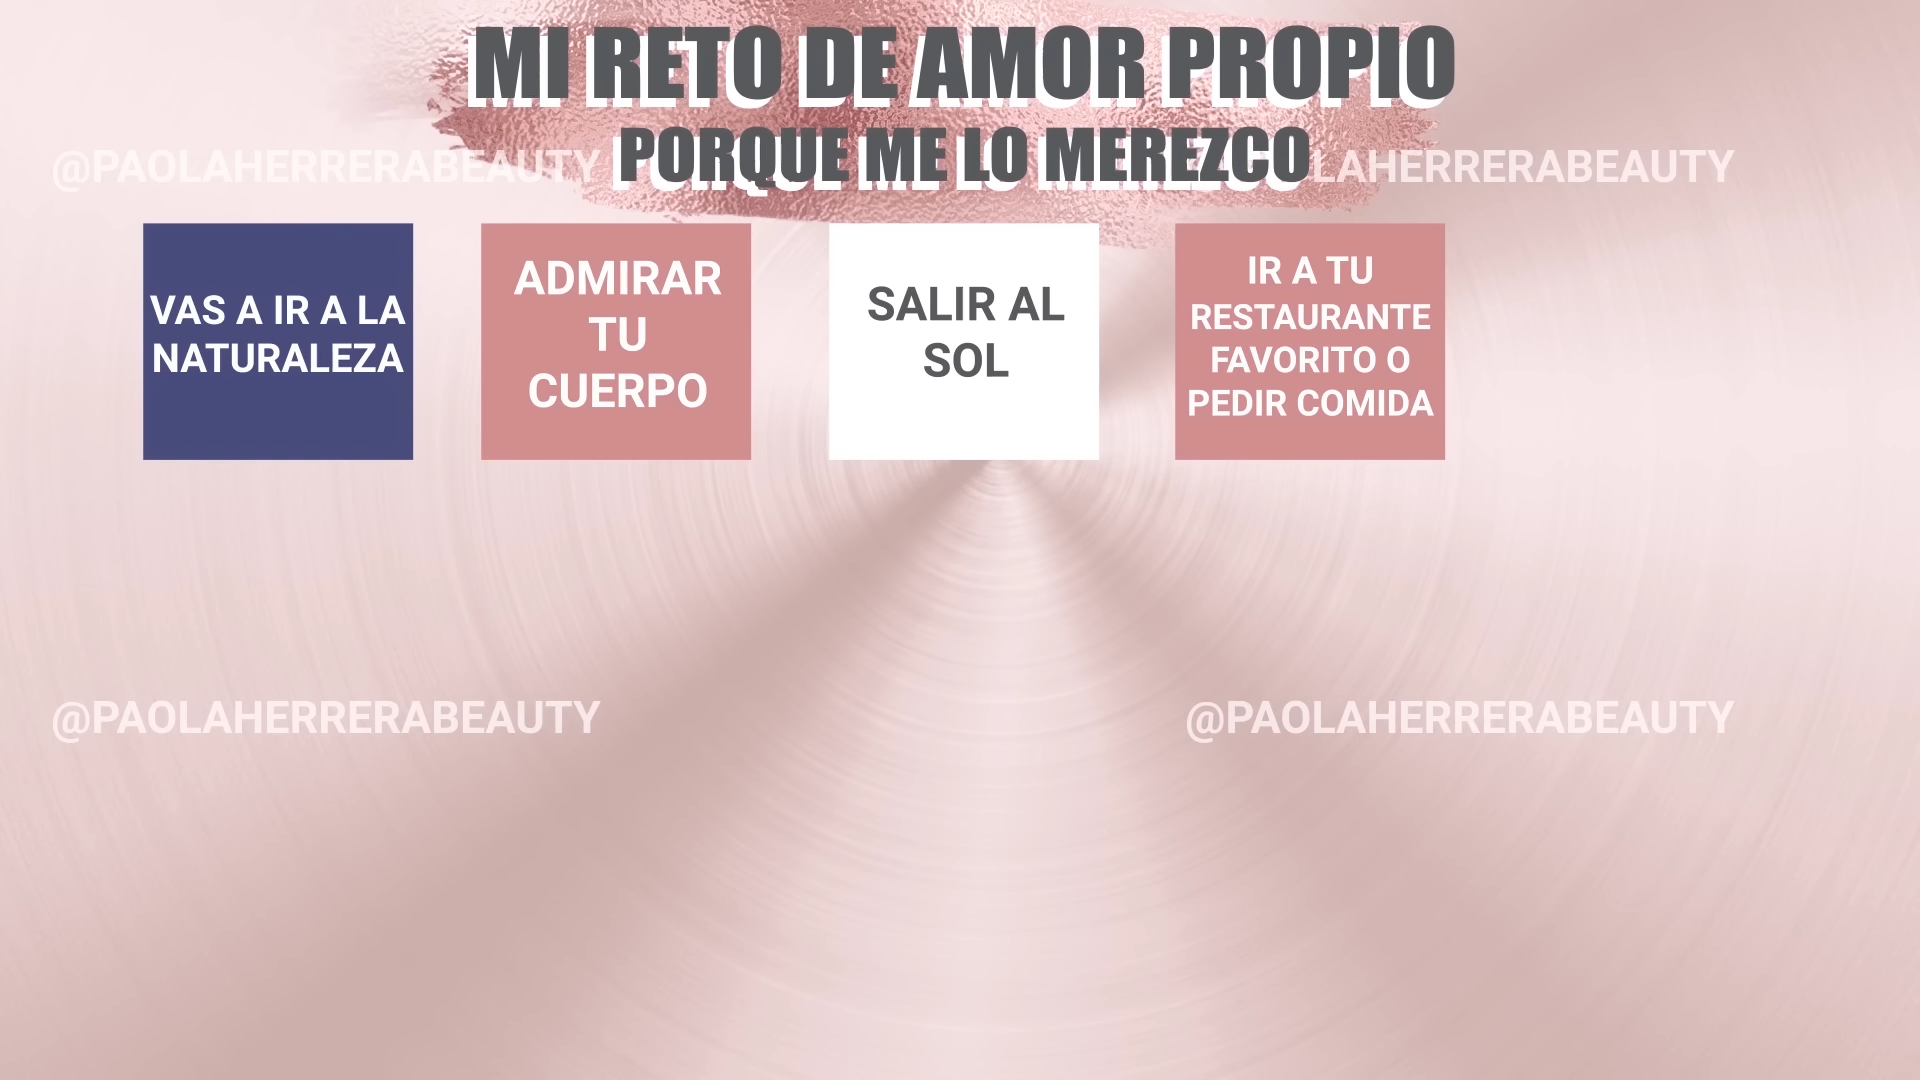 MI RETO DE AMOR PROPIO
PORQUE ME LO MEREZCO
@PAOLAHERRERABEAUTY
LAHERRERABEAUTY
VAS A IR A LA
NATURALEZA
ADMIRAR
TU
CUERPO
SALIR AL
SOL
IR A TU
RESTAURANTE
FAVORITO O
PEDIR COMIDA
@PAOLAHERRERABEAUTY
@PAOLAHERRERABEAUTY